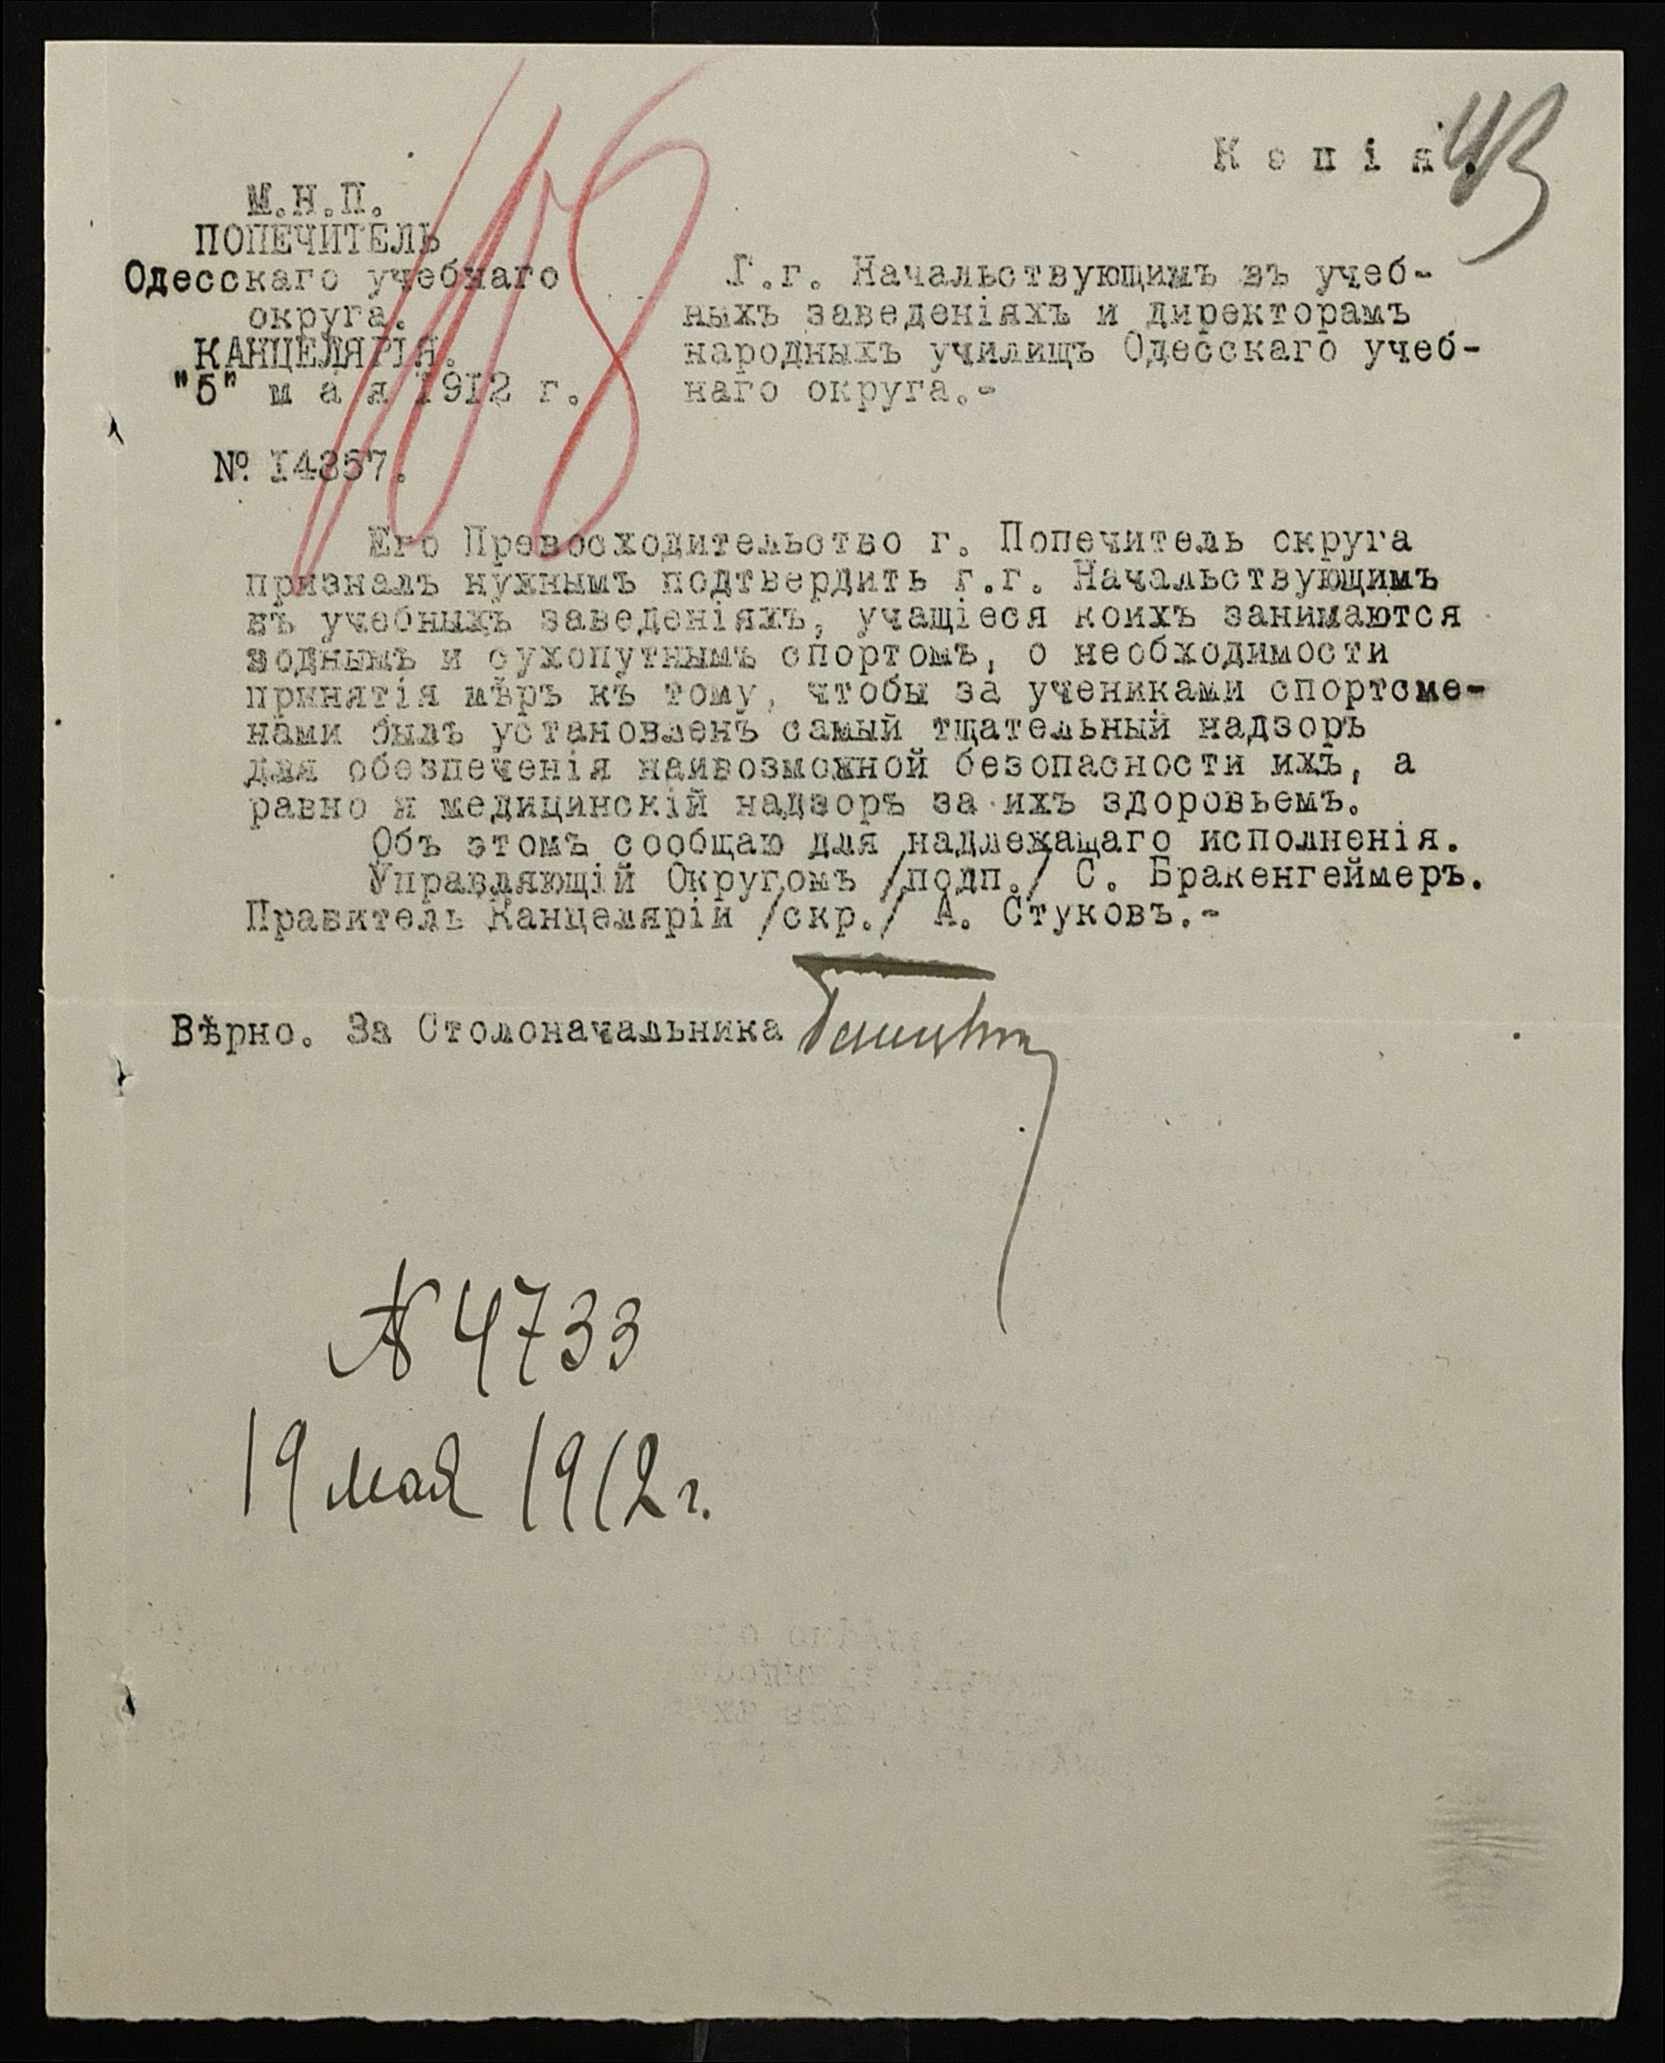 Копія.
43
108
М.Н.П.
ПОПЕЧИТЕЛЬ
Одесскаго учебнаго
округа.
КАНЦЕЛЯРІЯ.
"5" мая 1912 г.
№ 14357.
Г.г. Начальствующимъ въ учеб-
ныхъ заведеніяхъ и директорамъ
народныхъ училищъ Одесскаго учеб-
наго округа.-
Его Превосходительство г. Попечитель округа
призналъ нужнымъ подтвердить г.г. Начальствующимъ
въ учебныхъ заведеніяхъ, учащіеся коихъ занимаются
воднымъ и сухопутнымъ спортомъ, о необходимости
принятія мѣръ къ тому, чтобы за учениками спортсме-
нами былъ установленъ самый тщательный надзоръ
для обезпеченія наивозможной безопасности ихъ, а
равно и медицинскій надзоръ за ихъ здоровьемъ.
Объ этомъ сообщаю для надлежащаго исполненія.
Управляющій Округомъ /подп./ С. Бракенгеймеръ.
Правитель Канцеляріи /скр./ А. Стуковъ.-
Вѣрно. За Столоначальника
№ 4733
19 мая 1912 г.